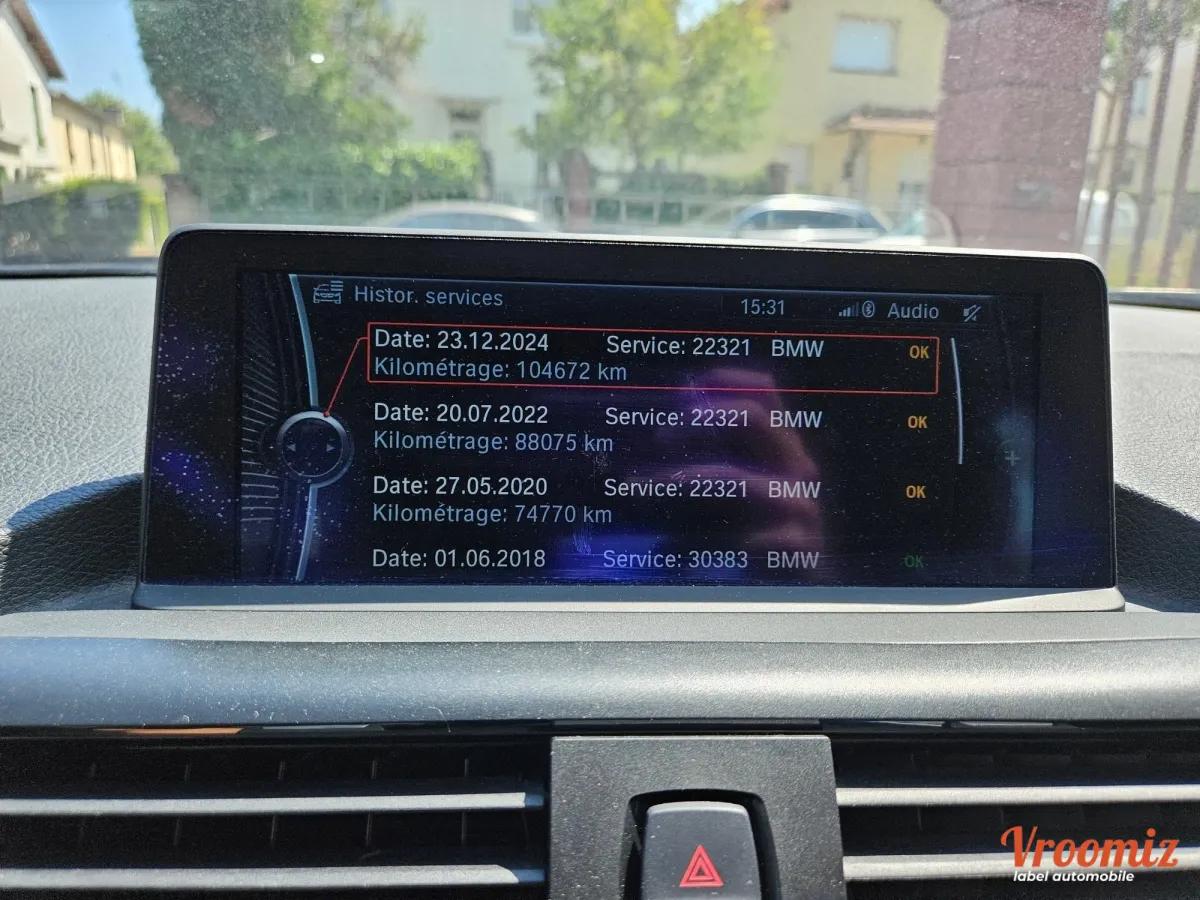 Histor. services 15:31 Audio
Date: 23.12.2024 Service: 22321 BMW OK
Kilométrage: 104672 km
Date: 20.07.2022 Service: 22321 BMW OK
Kilométrage: 88075 km
Date: 27.05.2020 Service: 22321 BMW OK
Kilométrage: 74770 km
Date: 01.06.2018 Service: 30383 BMW OK
Vroomiz
label automobile